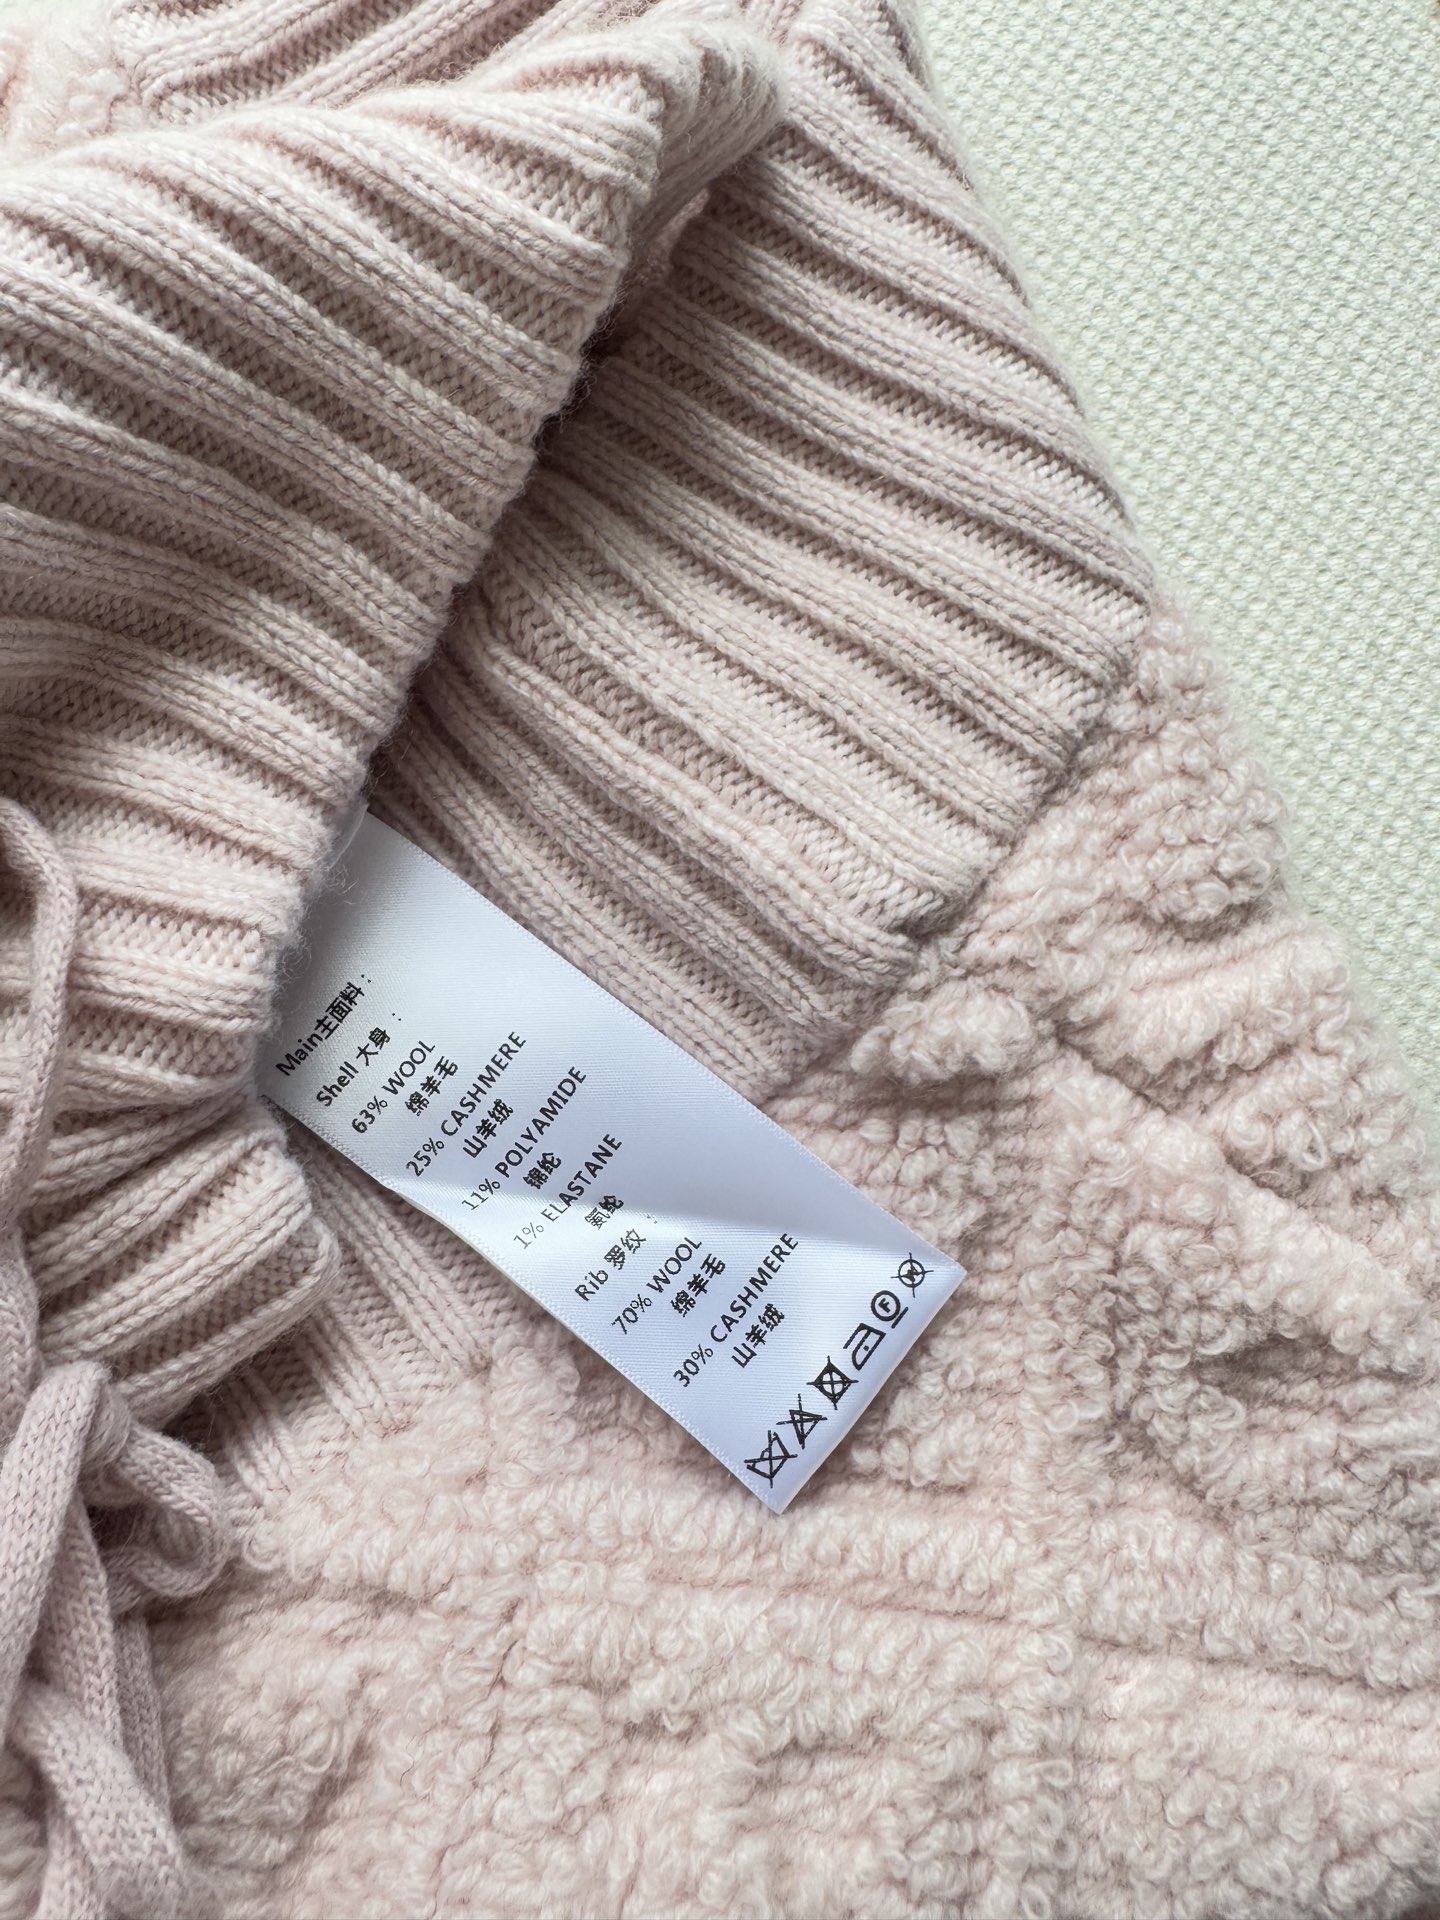 Main主面料：
Shell 大身：
63% WOOL
绵羊毛
25% CASHMERE
山羊绒
11% POLYAMIDE
锦纶
1% ELASTANE
氨纶
Rib 罗纹：
70% WOOL
绵羊毛
30% CASHMERE
山羊绒
F
W